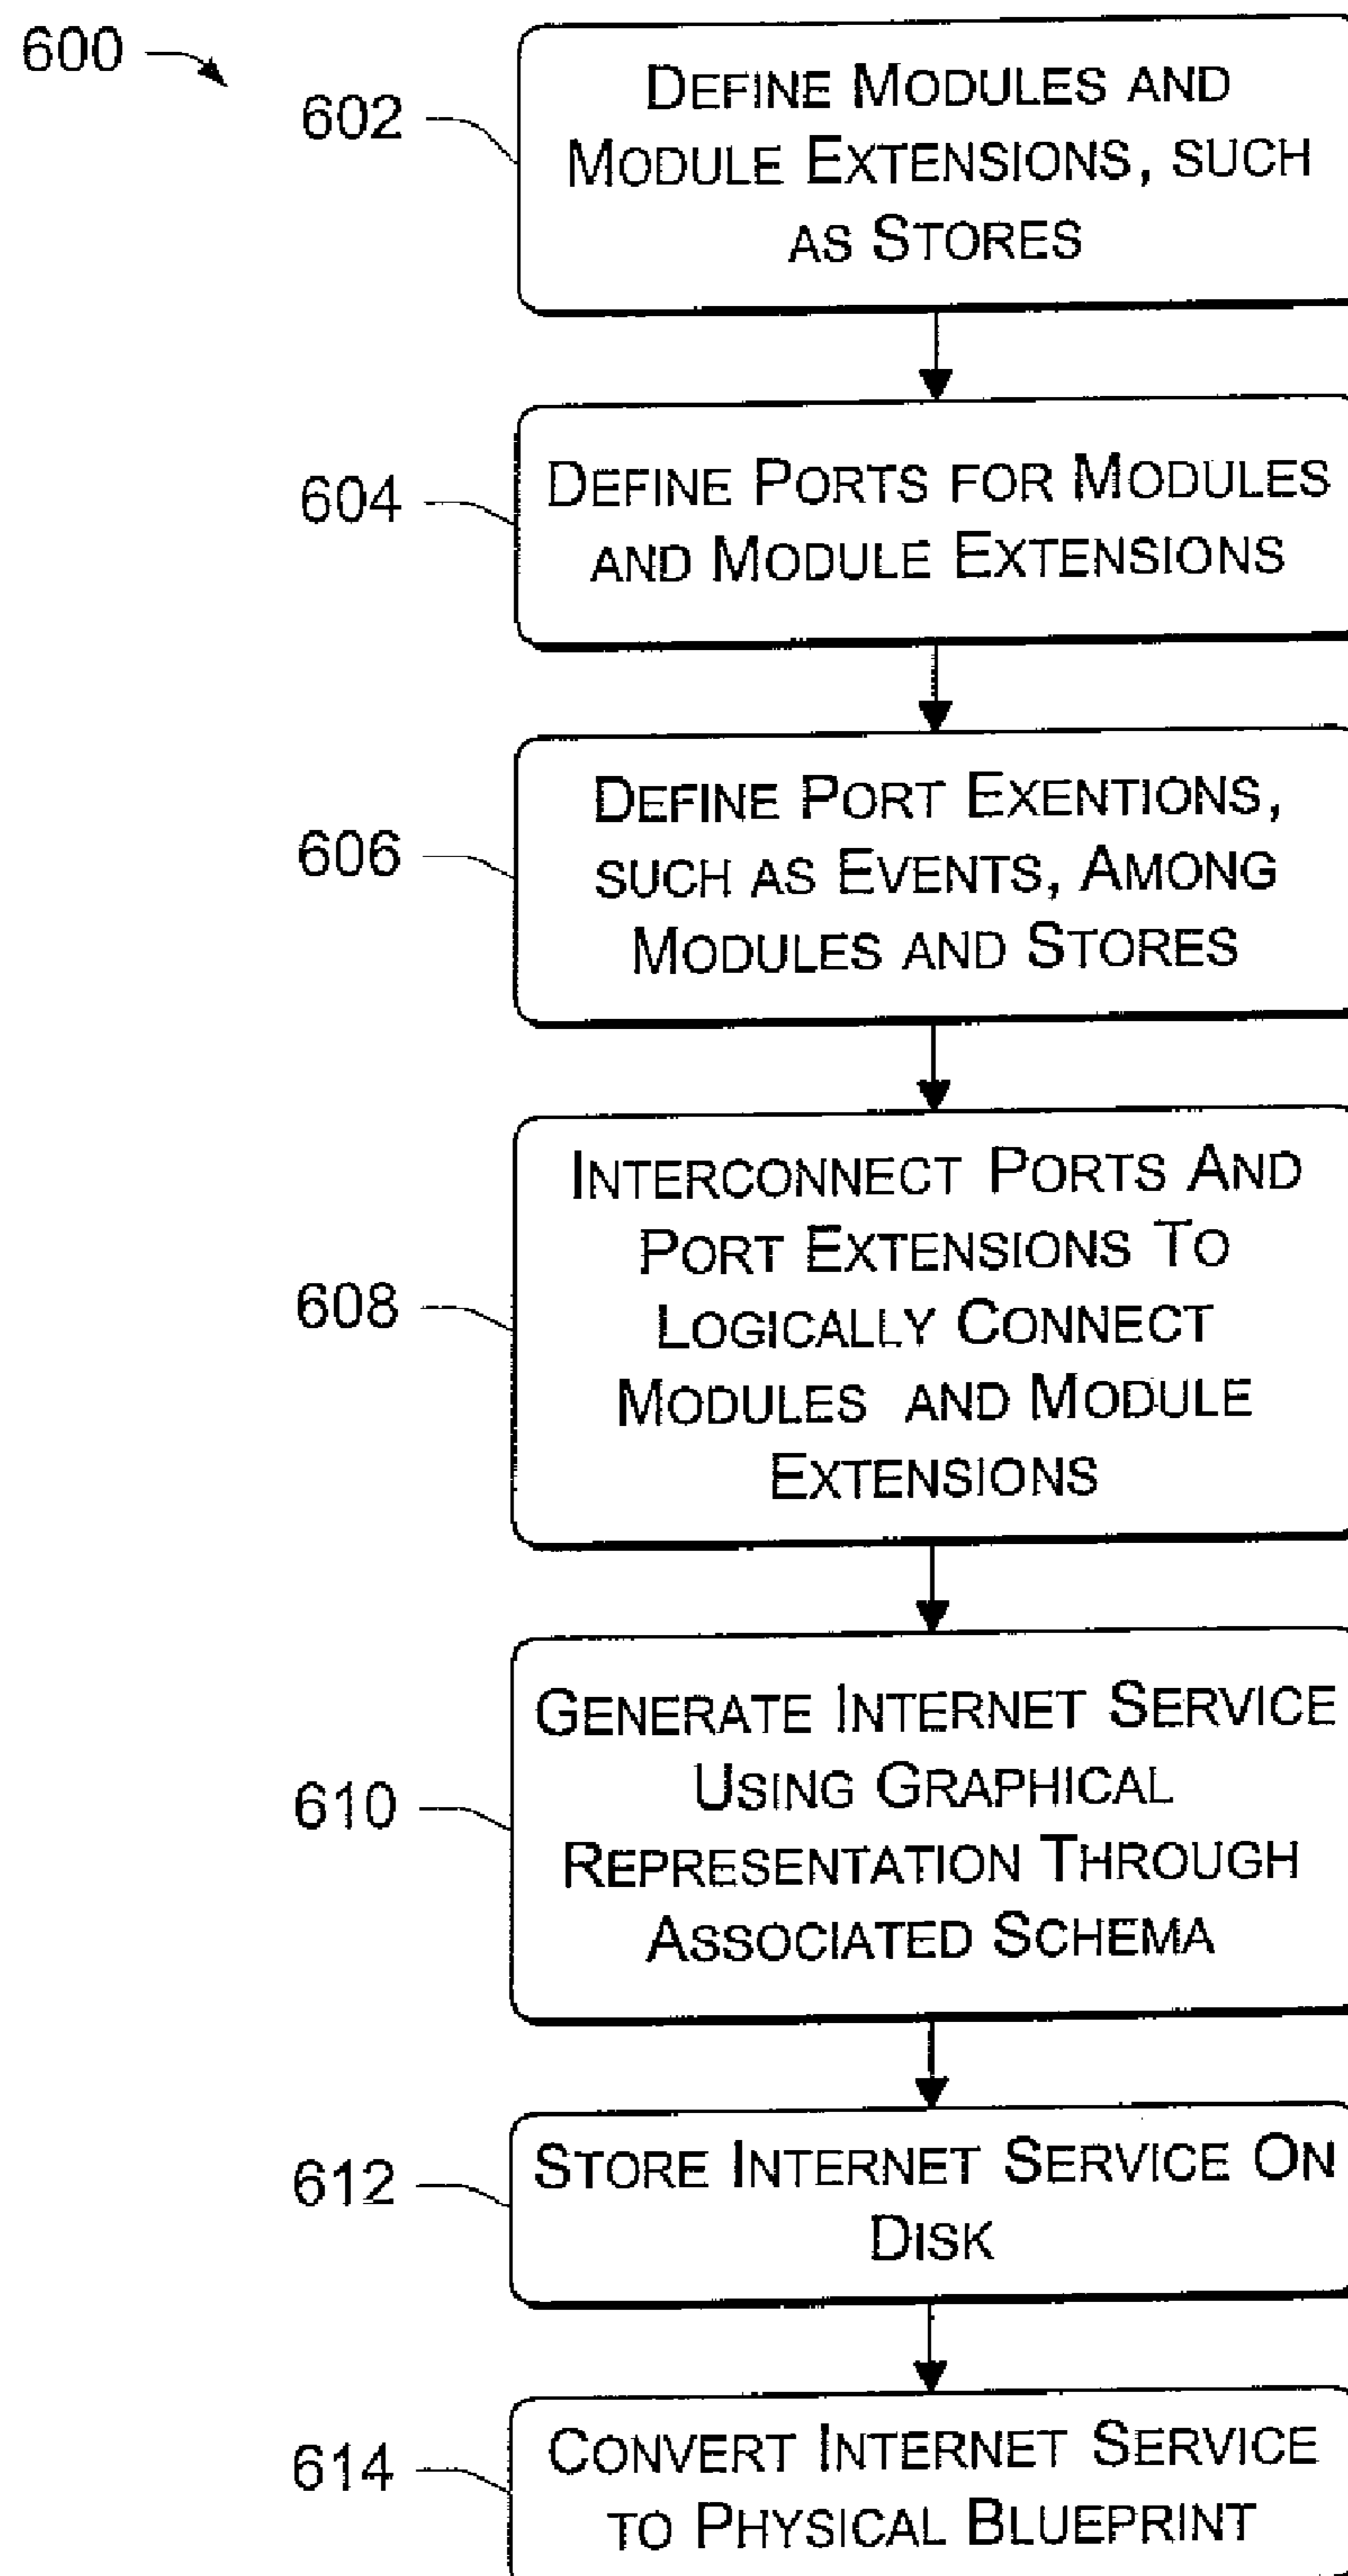 600
602
DEFINE MODULES AND
MODULE EXTENSIONS, SUCH
AS STORES
604
DEFINE PORTS FOR MODULES
AND MODULE EXTENSIONS
606
DEFINE PORT EXENTIONS,
SUCH AS EVENTS, AMONG
MODULES AND STORES
608
INTERCONNECT PORTS AND
PORT EXTENSIONS TO
LOGICALLY CONNECT
MODULES AND MODULE
EXTENSIONS
610
GENERATE INTERNET SERVICE
USING GRAPHICAL
REPRESENTATION THROUGH
ASSOCIATED SCHEMA
612
STORE INTERNET SERVICE ON
DISK
614
CONVERT INTERNET SERVICE
TO PHYSICAL BLUEPRINT